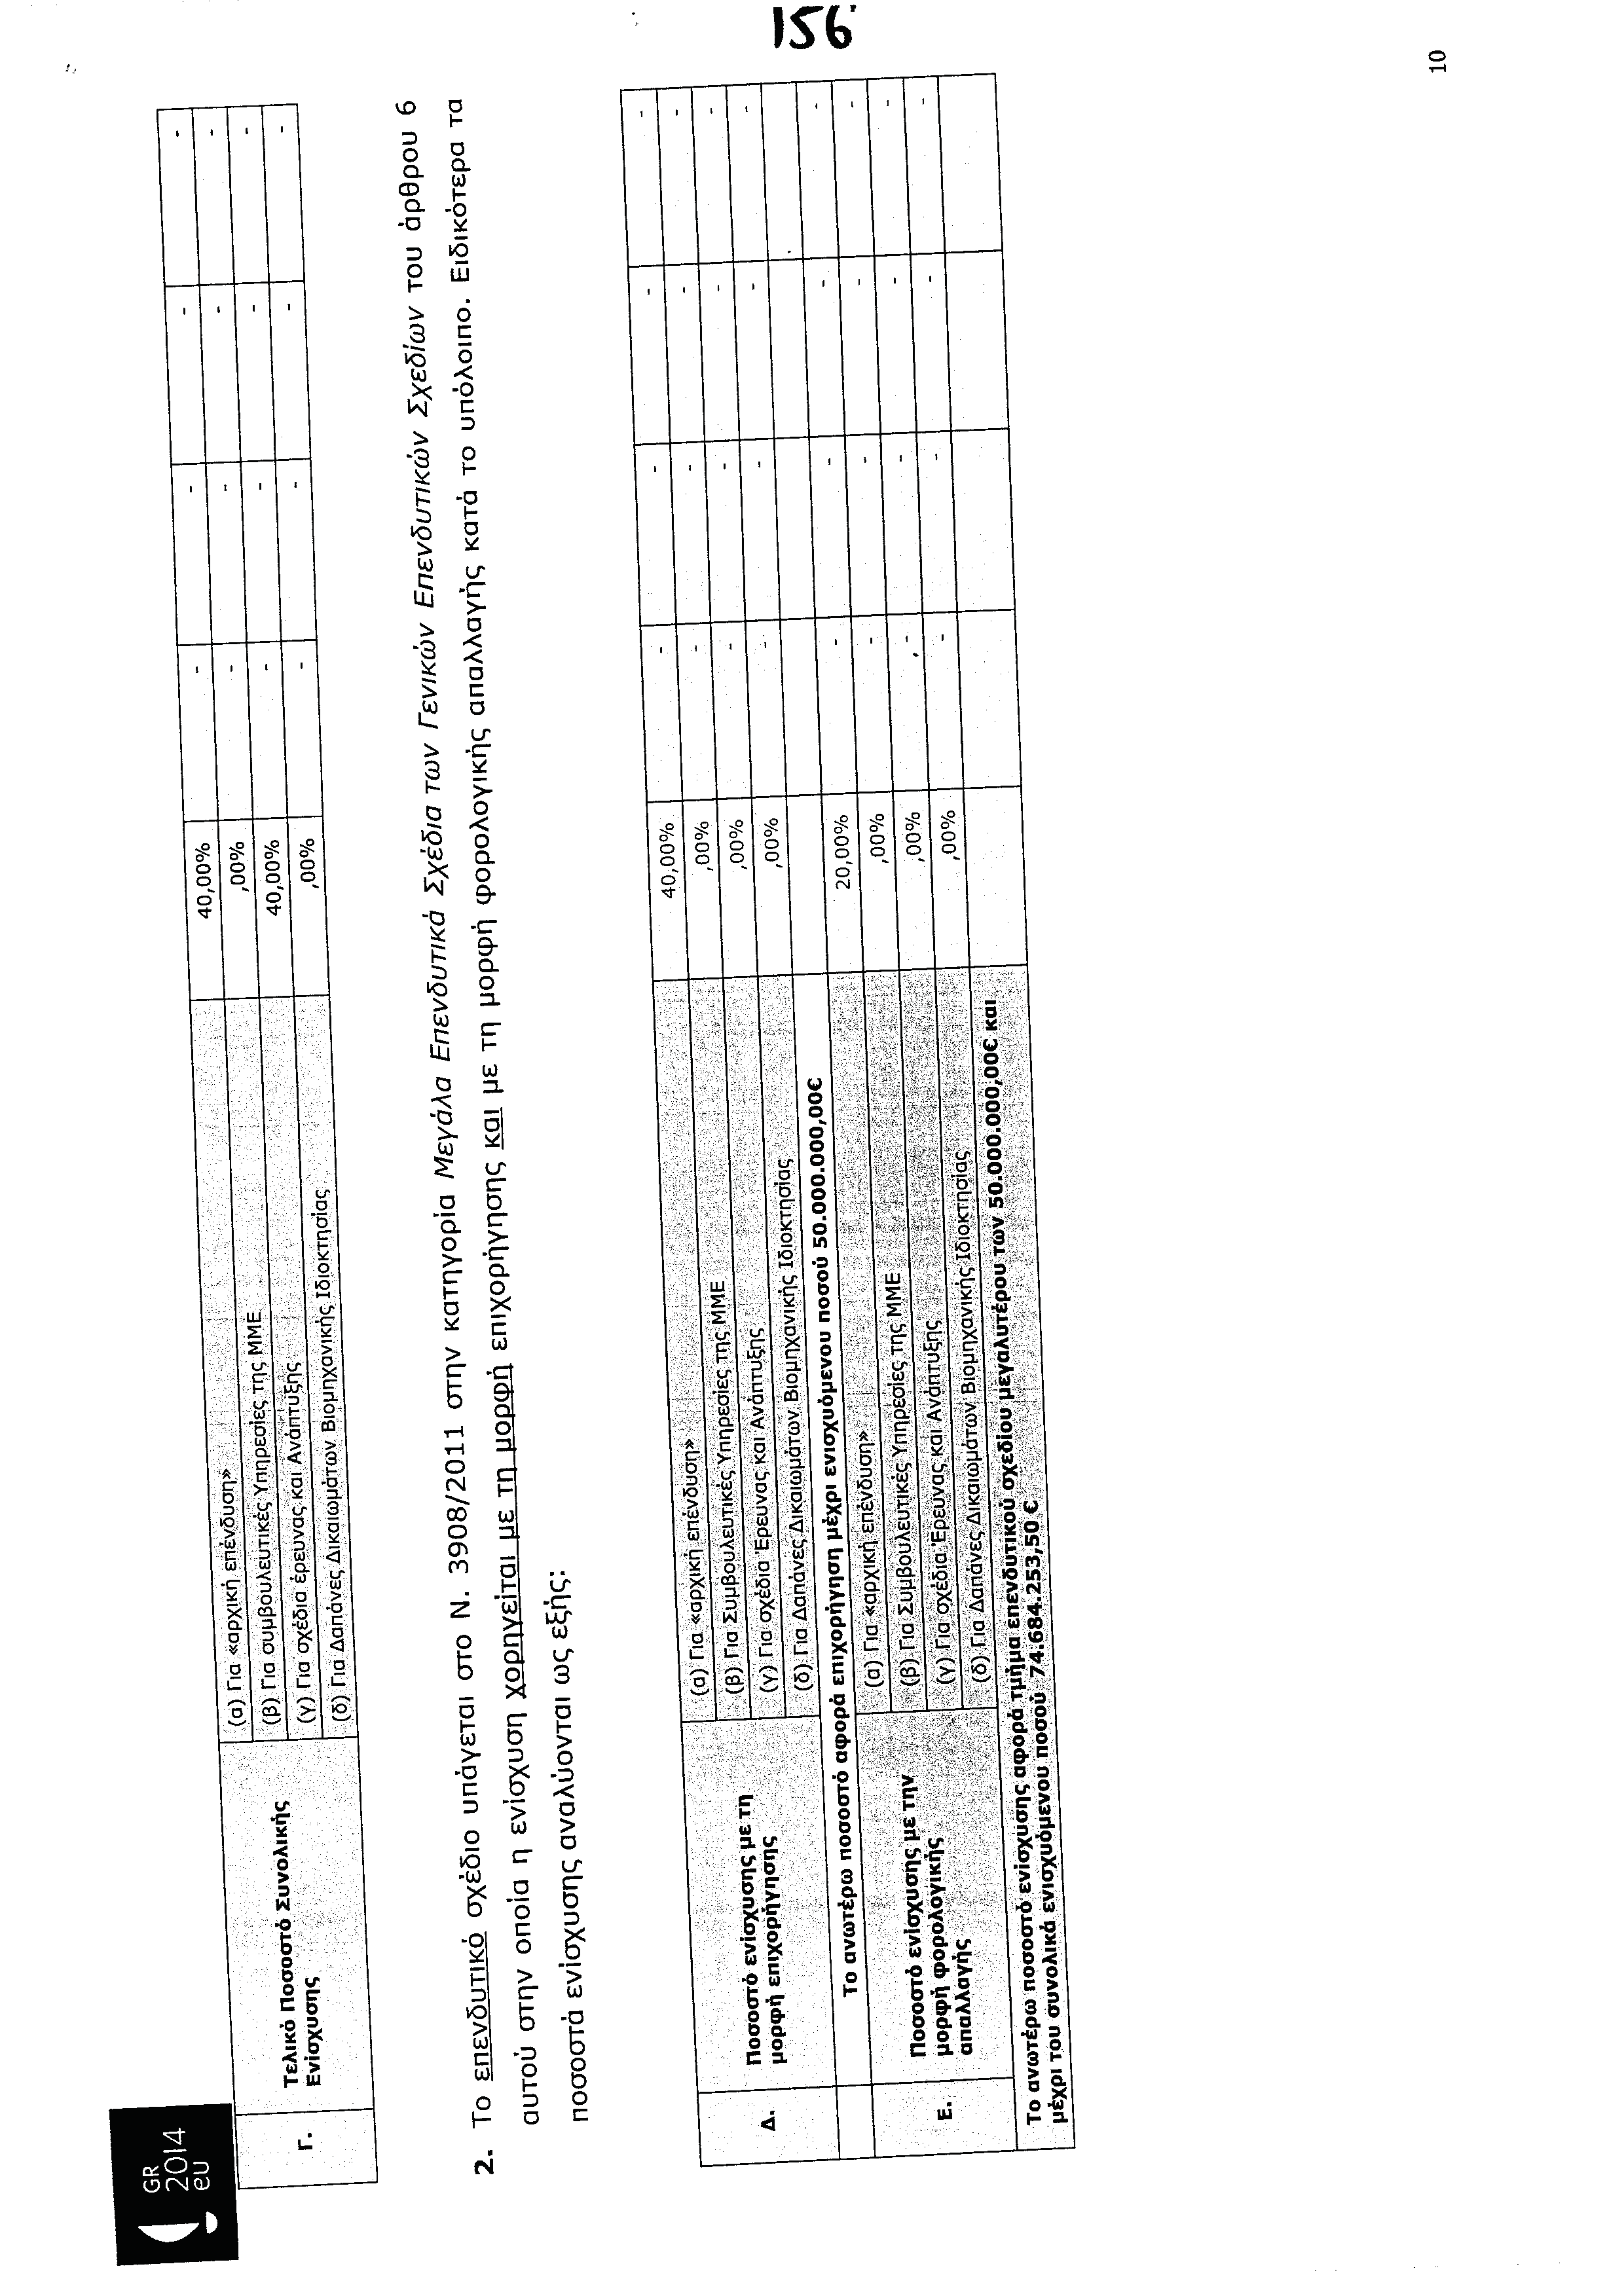 156
GR
2014
eu
Γ. Τελικό Ποσοστό Συνολικής Ενίσχυσης
(α) Για «αρχική επένδυση» 40,00% - - - -
(β) Για συμβουλευτικές Υπηρεσίες της ΜΜΕ ,00% - - - -
(γ) Για σχέδια έρευνας και Ανάπτυξης 40,00% - - - -
(δ) Για Δαπάνες Δικαιωμάτων Βιομηχανικής Ιδιοκτησίας ,00% - - - -
2. Το επενδυτικό σχέδιο υπάγεται στο Ν. 3908/2011 στην κατηγορία Μεγάλα Επενδυτικά Σχέδια των Γενικών Επενδυτικών Σχεδίων του άρθρου 6
αυτού στην οποία η ενίσχυση χορηγείται με τη μορφή επιχορήγησης και με τη μορφή φορολογικής απαλλαγής κατά το υπόλοιπο. Ειδικότερα τα
ποσοστά ενίσχυσης αναλύονται ως εξής:
Δ. Ποσοστό ενίσχυσης με τη μορφή επιχορήγησης
(α) Για «αρχική επένδυση» 40,00% - - - -
(β) Για Συμβουλευτικές Υπηρεσίες της ΜΜΕ ,00% - - - -
(γ) Για σχέδια Έρευνας και Ανάπτυξης ,00% - - - -
(δ) Για Δαπάνες Δικαιωμάτων Βιομηχανικής Ιδιοκτησίας ,00% - - - -
Το ανωτέρω ποσοστό αφορά επιχορήγηση μέχρι ενισχυόμενου ποσού 50.000.000,00€
Ε. Ποσοστό ενίσχυσης με την μορφή φορολογικής απαλλαγής
(α) Για «αρχική επένδυση» 20,00% - - - -
(β) Για Συμβουλευτικές Υπηρεσίες της ΜΜΕ ,00% - - - -
(γ) Για σχέδια Έρευνας και Ανάπτυξης ,00% - - - -
(δ) Για Δαπάνες Δικαιωμάτων Βιομηχανικής Ιδιοκτησίας ,00% - - - -
Το ανωτέρω ποσοστό ενίσχυσης αφορά τμήμα επενδυτικού σχεδίου μεγαλυτέρου των 50.000.000,00€ και
μέχρι του συνολικά ενισχυόμενου ποσού 74.684.253,50 €
10